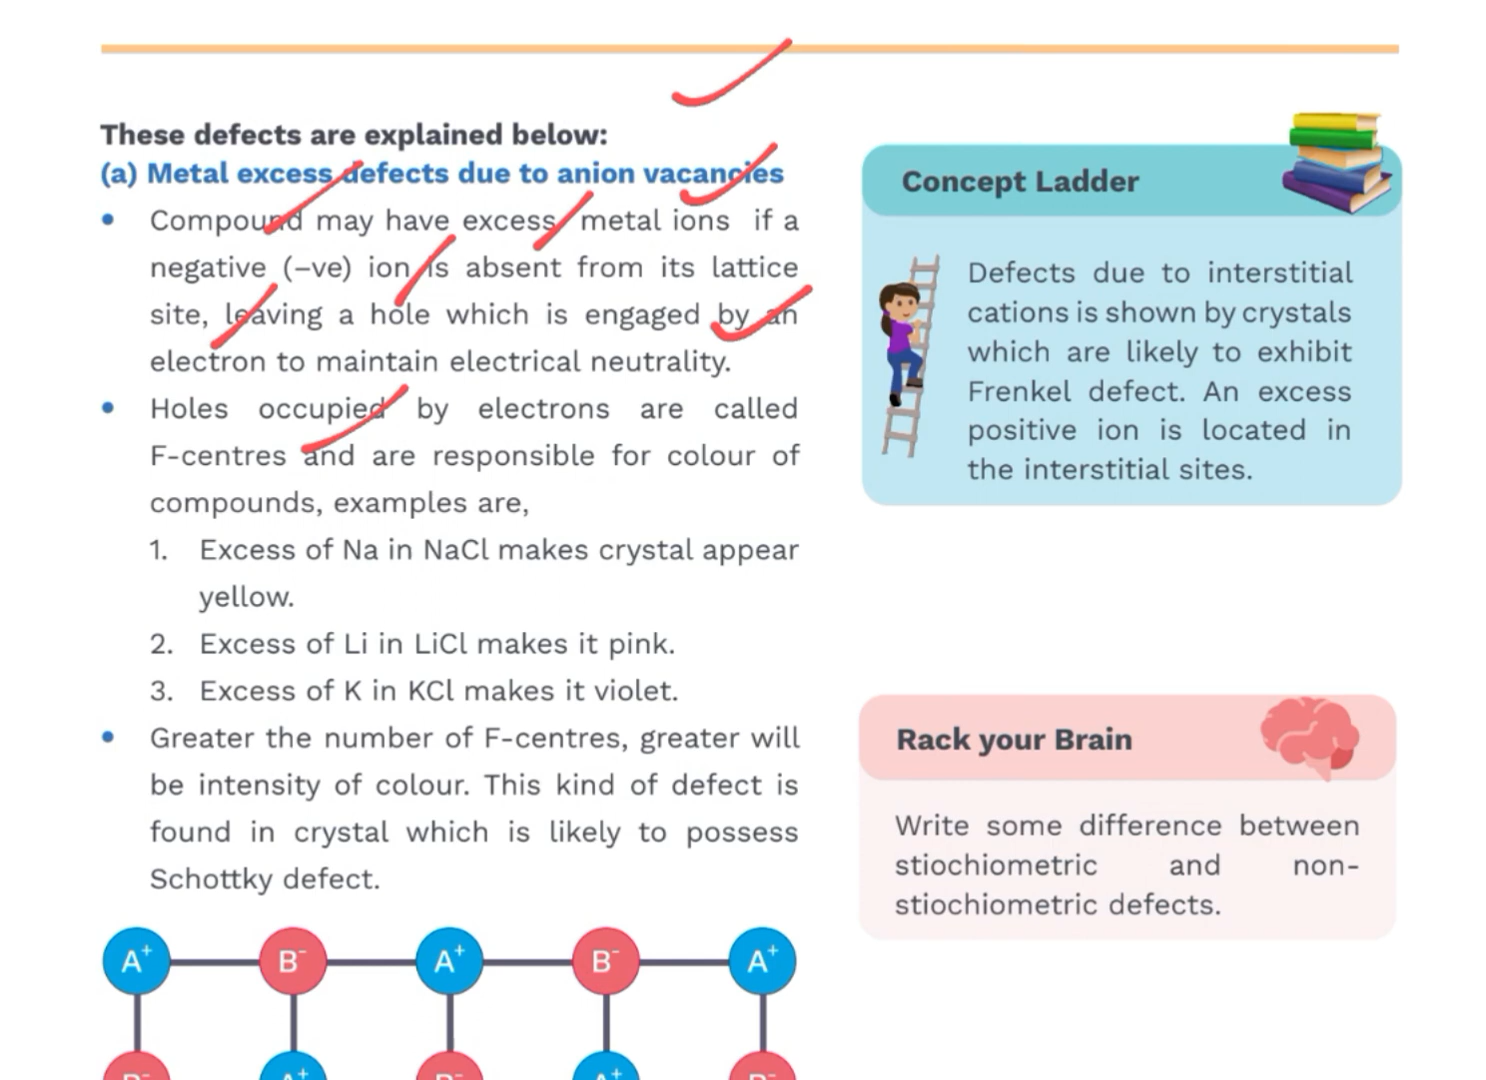 These defects are explained below:
(a) Metal excess defects due to anion vacancies
• Compound may have excess metal ions if a
negative (–ve) ion is absent from its lattice
site, leaving a hole which is engaged by an
electron to maintain electrical neutrality.
• Holes occupied by electrons are called
F-centres and are responsible for colour of
compounds, examples are,
1. Excess of Na in NaCl makes crystal appear
yellow.
2. Excess of Li in LiCl makes it pink.
3. Excess of K in KCl makes it violet.
• Greater the number of F-centres, greater will
be intensity of colour. This kind of defect is
found in crystal which is likely to possess
Schottky defect.
A⁺ B⁻ A⁺ B⁻ A⁺
B⁻ A⁺ B⁻ A⁺ B⁻
Concept Ladder
Defects due to interstitial
cations is shown by crystals
which are likely to exhibit
Frenkel defect. An excess
positive ion is located in
the interstitial sites.
Rack your Brain
Write some difference between
stiochiometric and non-
stiochiometric defects.